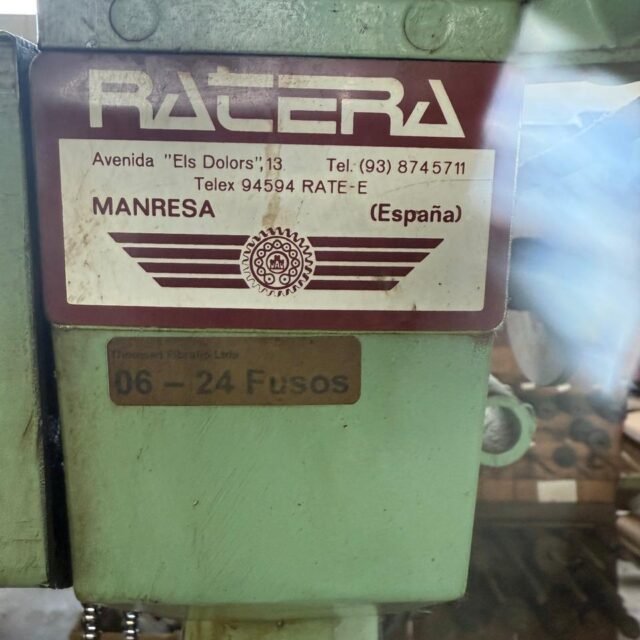 RATERA
Avenida "Els Dolors", 13 Tel. (93) 8745711
Telex 94594 RATE-E
MANRESA (España)
06 - 24 Fusos